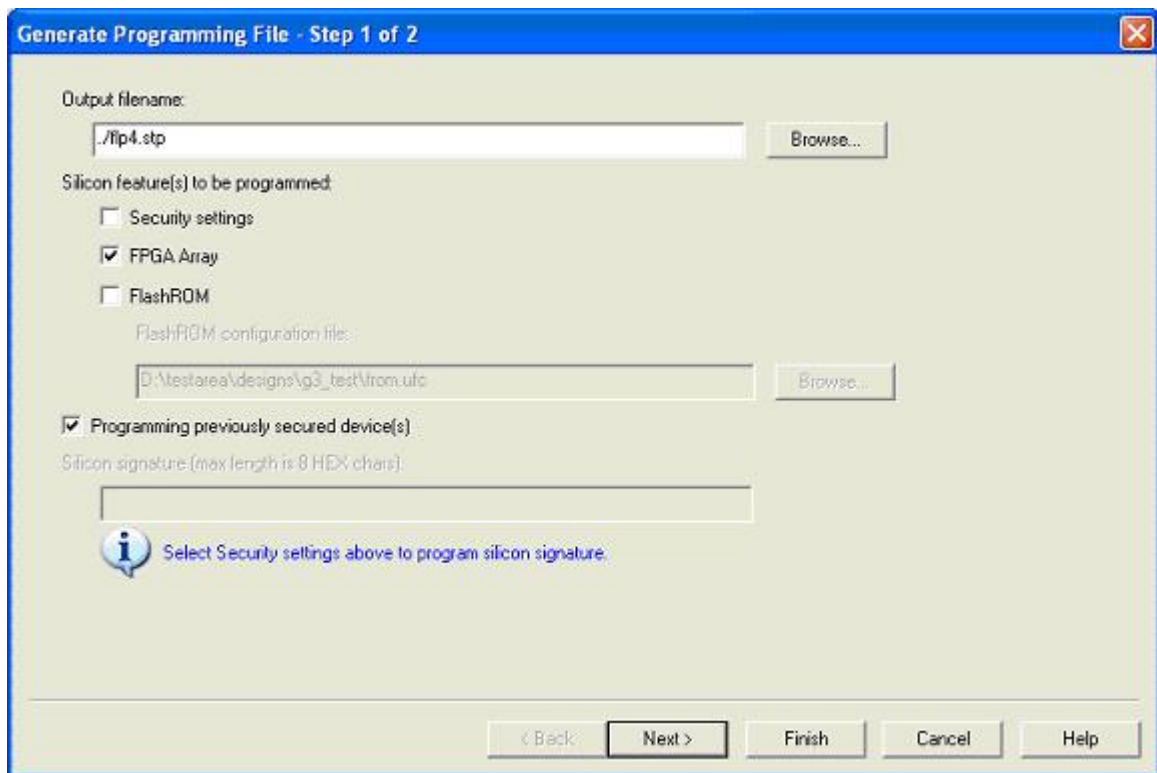 Generate Programming File - Step 1 of 2
Output filename:
./flp4.stp
Browse...
Silicon feature(s) to be programmed:
Security settings
FPGA Array
FlashROM
FlashROM configuration file:
D:\testarea\designs\g3_test\from.ufc
Browse...
Programming previously secured device(s)
Silicon signature (max length is 8 HEX chars):
Select Security settings above to program silicon signature.
< Back
Next >
Finish
Cancel
Help